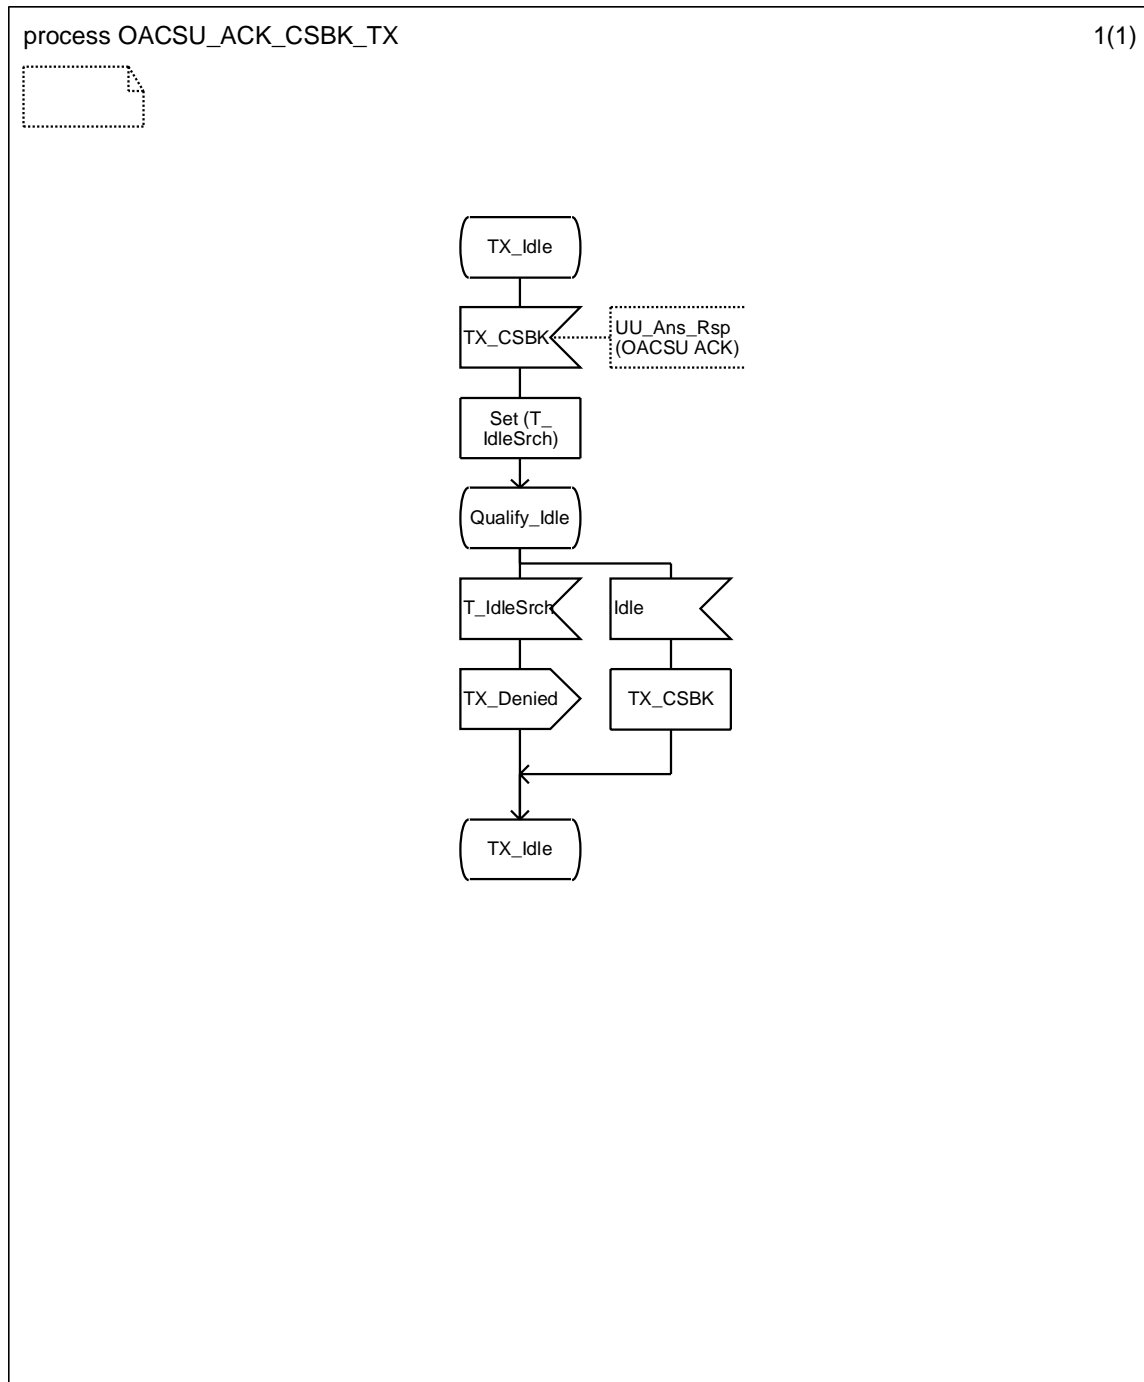 process OACSU_ACK_CSBK_TX
1(1)
TX_Idle
TX_CSBK
UU_Ans_Rsp
(OACSU ACK)
Set (T_
IdleSrch)
Qualify_Idle
T_IdleSrch
Idle
TX_Denied
TX_CSBK
TX_Idle